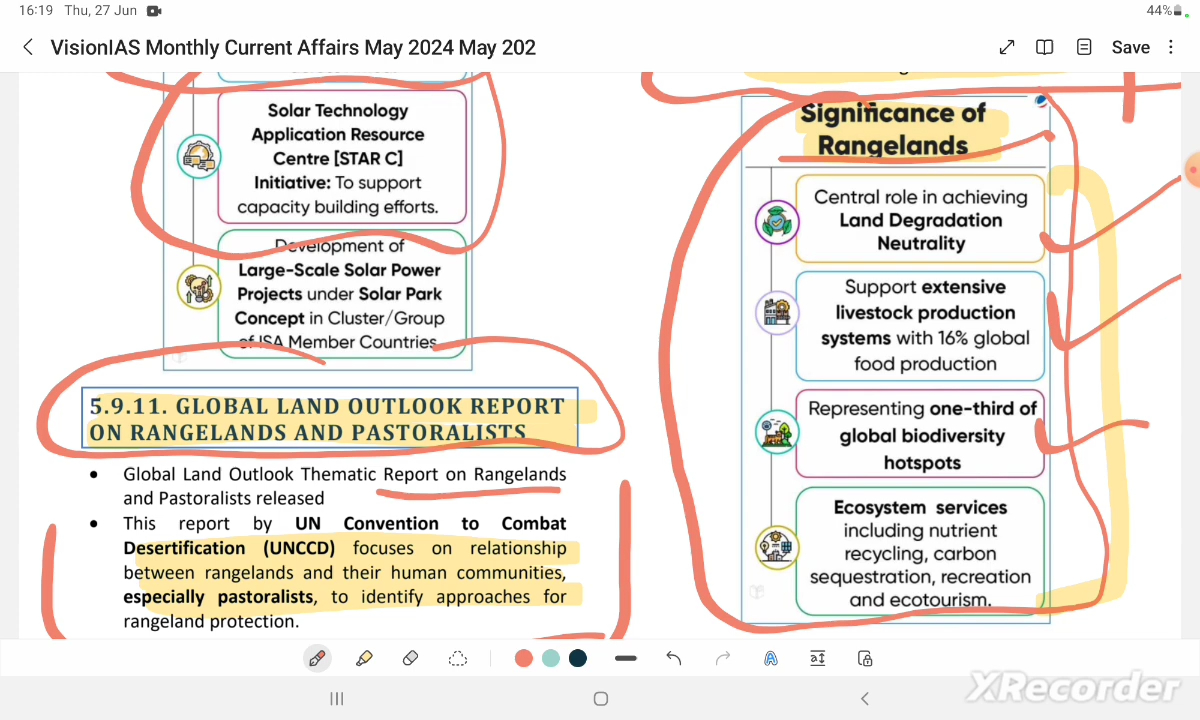 16:19 Thu, 27 Jun
44%
VisionIAS Monthly Current Affairs May 2024 May 202
Save
Solar Technology
Application Resource
Centre [STAR C]
Initiative: To support
capacity building efforts.
Development of
Large-Scale Solar Power
Projects under Solar Park
Concept in Cluster/Group
of ISA Member Countries
5.9.11. GLOBAL LAND OUTLOOK REPORT
ON RANGELANDS AND PASTORALISTS
• Global Land Outlook Thematic Report on Rangelands
and Pastoralists released
• This report by UN Convention to Combat
Desertification (UNCCD) focuses on relationship
between rangelands and their human communities,
especially pastoralists, to identify approaches for
rangeland protection.
Significance of
Rangelands
Central role in achieving
Land Degradation
Neutrality
Support extensive
livestock production
systems with 16% global
food production
Representing one-third of
global biodiversity
hotspots
Ecosystem services
including nutrient
recycling, carbon
sequestration, recreation
and ecotourism.
XRecorder